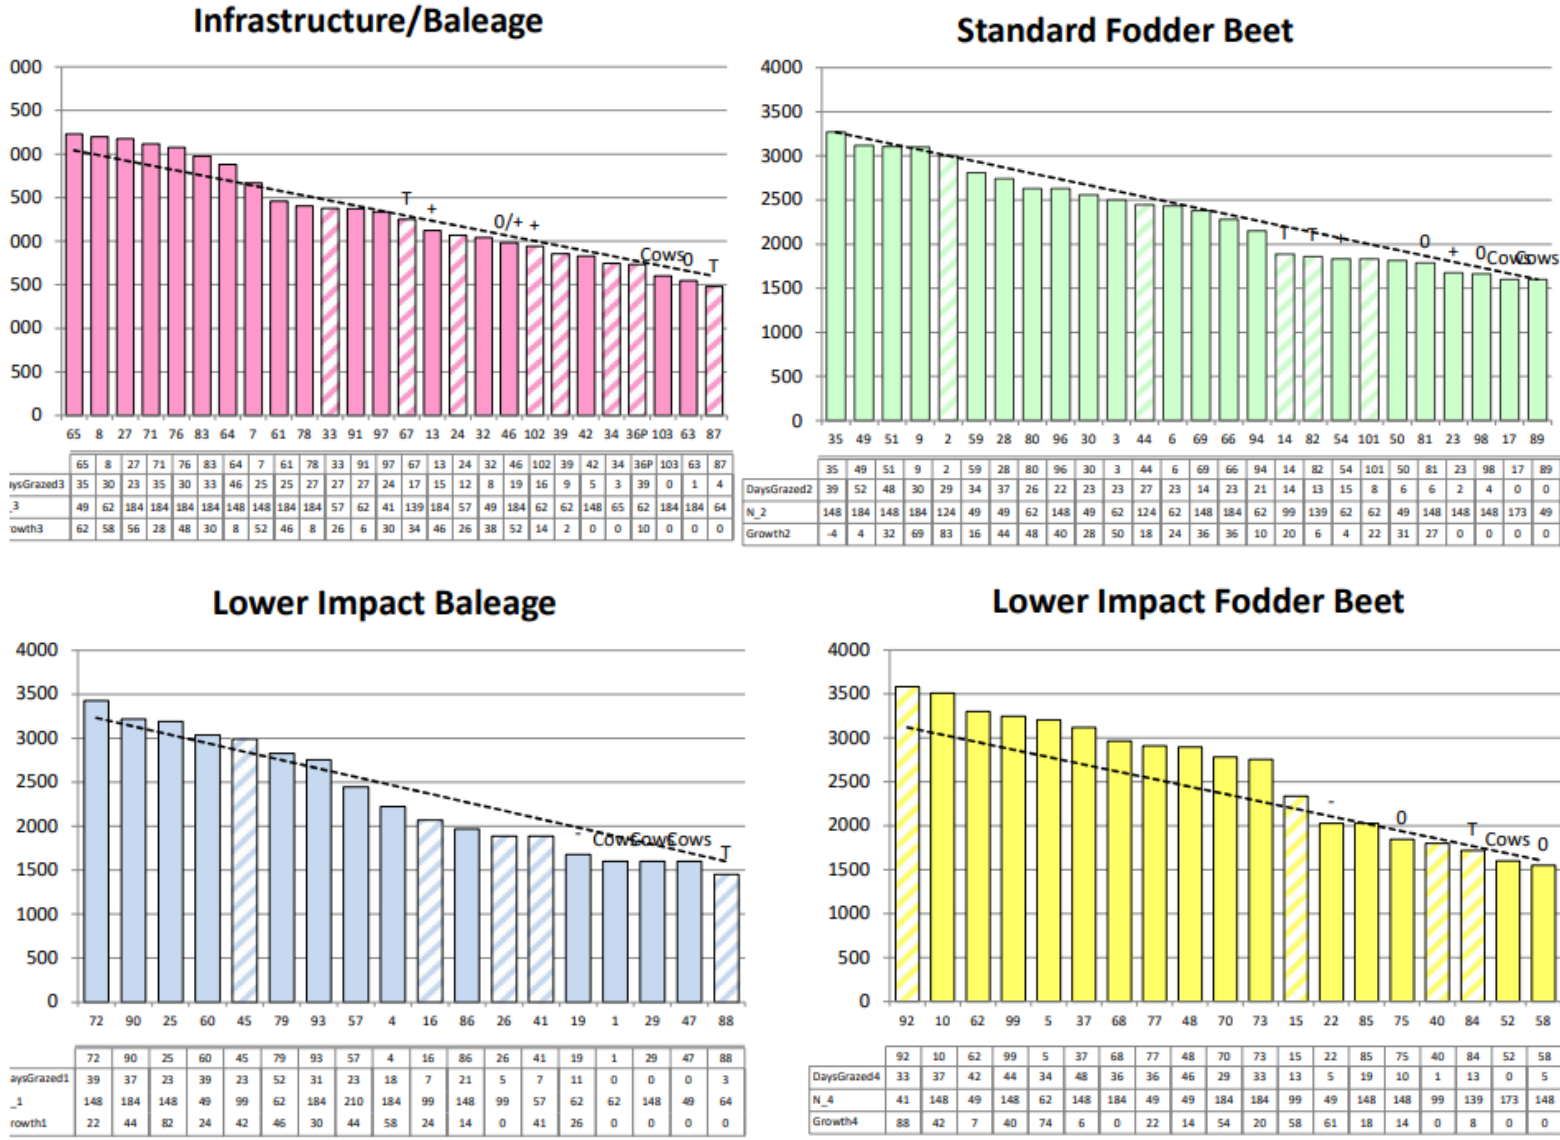 Infrastructure/Baleage
000
500
000
500
000
500
000
500
0
T + 0/+ + Cows 0 T
65 8 27 71 76 83 64 7 61 78 33 91 97 67 13 24 32 46 102 39 42 34 36P 103 63 87
65 8 27 71 76 83 64 7 61 78 33 91 97 67 13 24 32 46 102 39 42 34 36P 103 63 87
aysGrazed3 35 30 23 35 30 33 46 25 25 27 27 27 24 17 15 12 8 19 16 9 5 3 39 0 1 4
_3 49 62 184 184 184 184 148 148 184 184 57 62 41 139 184 57 49 184 62 62 148 65 62 184 184 64
owth3 62 58 56 28 48 30 8 52 46 8 26 6 30 34 46 26 38 52 14 2 0 0 10 0 0 0
Standard Fodder Beet
4000
3500
3000
2500
2000
1500
1000
500
0
T T + 0 + 0 Cows Cows
35 49 51 9 2 59 28 80 96 30 3 44 6 69 66 94 14 82 54 101 50 81 23 98 17 89
35 49 51 9 2 59 28 80 96 30 3 44 6 69 66 94 14 82 54 101 50 81 23 98 17 89
DaysGrazed2 39 52 48 30 29 34 37 26 22 23 23 27 23 14 23 21 14 13 15 8 6 6 2 4 0 0
N_2 148 184 148 184 124 49 49 62 148 49 62 124 62 148 184 62 99 139 62 62 49 148 148 148 173 49
Growth2 -4 4 32 69 83 16 44 48 40 28 50 18 24 36 36 10 20 6 4 22 31 27 0 0 0 0
Lower Impact Baleage
4000
3500
3000
2500
2000
1500
1000
500
0
- Cows Cows Cows T
72 90 25 60 45 79 93 57 4 16 86 26 41 19 1 29 47 88
72 90 25 60 45 79 93 57 4 16 86 26 41 19 1 29 47 88
aysGrazed1 39 37 23 39 23 52 31 23 18 7 21 5 7 11 0 0 0 3
_1 148 184 148 49 99 62 184 210 184 99 148 99 57 62 62 148 49 64
rowth1 22 44 82 24 42 46 30 44 58 24 14 0 41 26 0 0 0 0
Lower Impact Fodder Beet
4000
3500
3000
2500
2000
1500
1000
500
0
- 0 T Cows 0
92 10 62 99 5 37 68 77 48 70 73 15 22 85 75 40 84 52 58
92 10 62 99 5 37 68 77 48 70 73 15 22 85 75 40 84 52 58
DaysGrazed4 33 37 42 44 34 48 36 36 46 29 33 13 5 19 10 1 13 0 5
N_4 41 148 49 148 62 148 184 49 49 184 184 99 49 148 148 99 139 173 148
Growth4 88 42 7 40 74 6 0 22 14 54 20 58 61 18 14 0 8 0 0